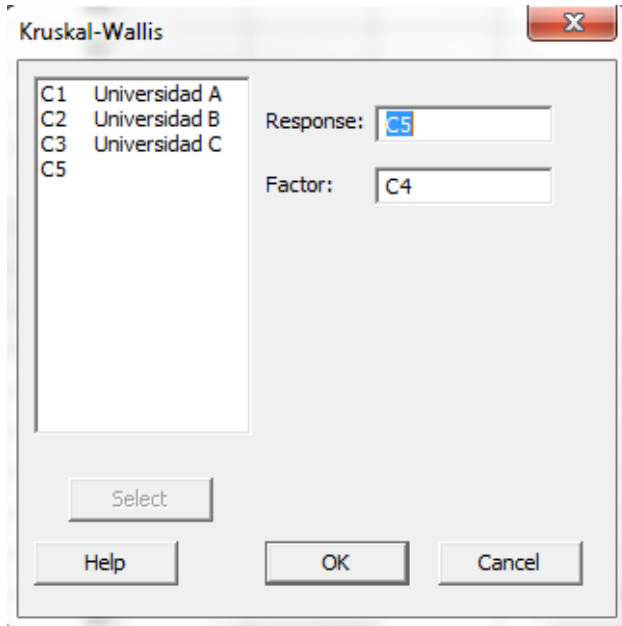 Kruskal-Wallis
C1 Universidad A
C2 Universidad B
C3 Universidad C
C5
Response: C5
Factor: C4
Select
Help OK Cancel